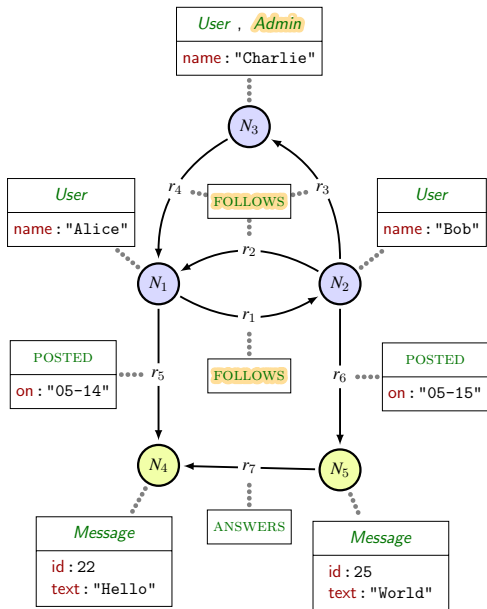 User , Admin
name : "Charlie"
N3
r4
r3
FOLLOWS
User
name : "Alice"
User
name : "Bob"
r2
N1
N2
r1
FOLLOWS
POSTED
on : "05-14"
r5
r6
POSTED
on : "05-15"
N4
r7
N5
ANSWERS
Message
id : 22
text : "Hello"
Message
id : 25
text : "World"